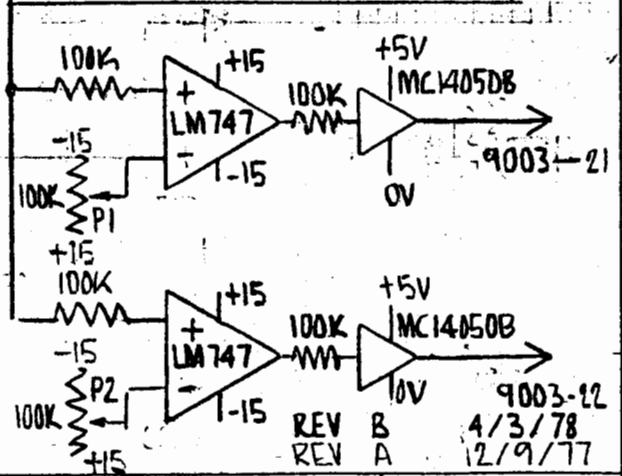 100K
+15
+5V
MC14050B
+
LM747
-
100K
-15
100K
P1
-15
+15
0V
9003-21
100K
+15
+5V
MC14050B
+
LM747
-
100K
-15
100K
P2
-15
+15
0V
9003-22
REV B 4/3/78
REV A 12/9/77